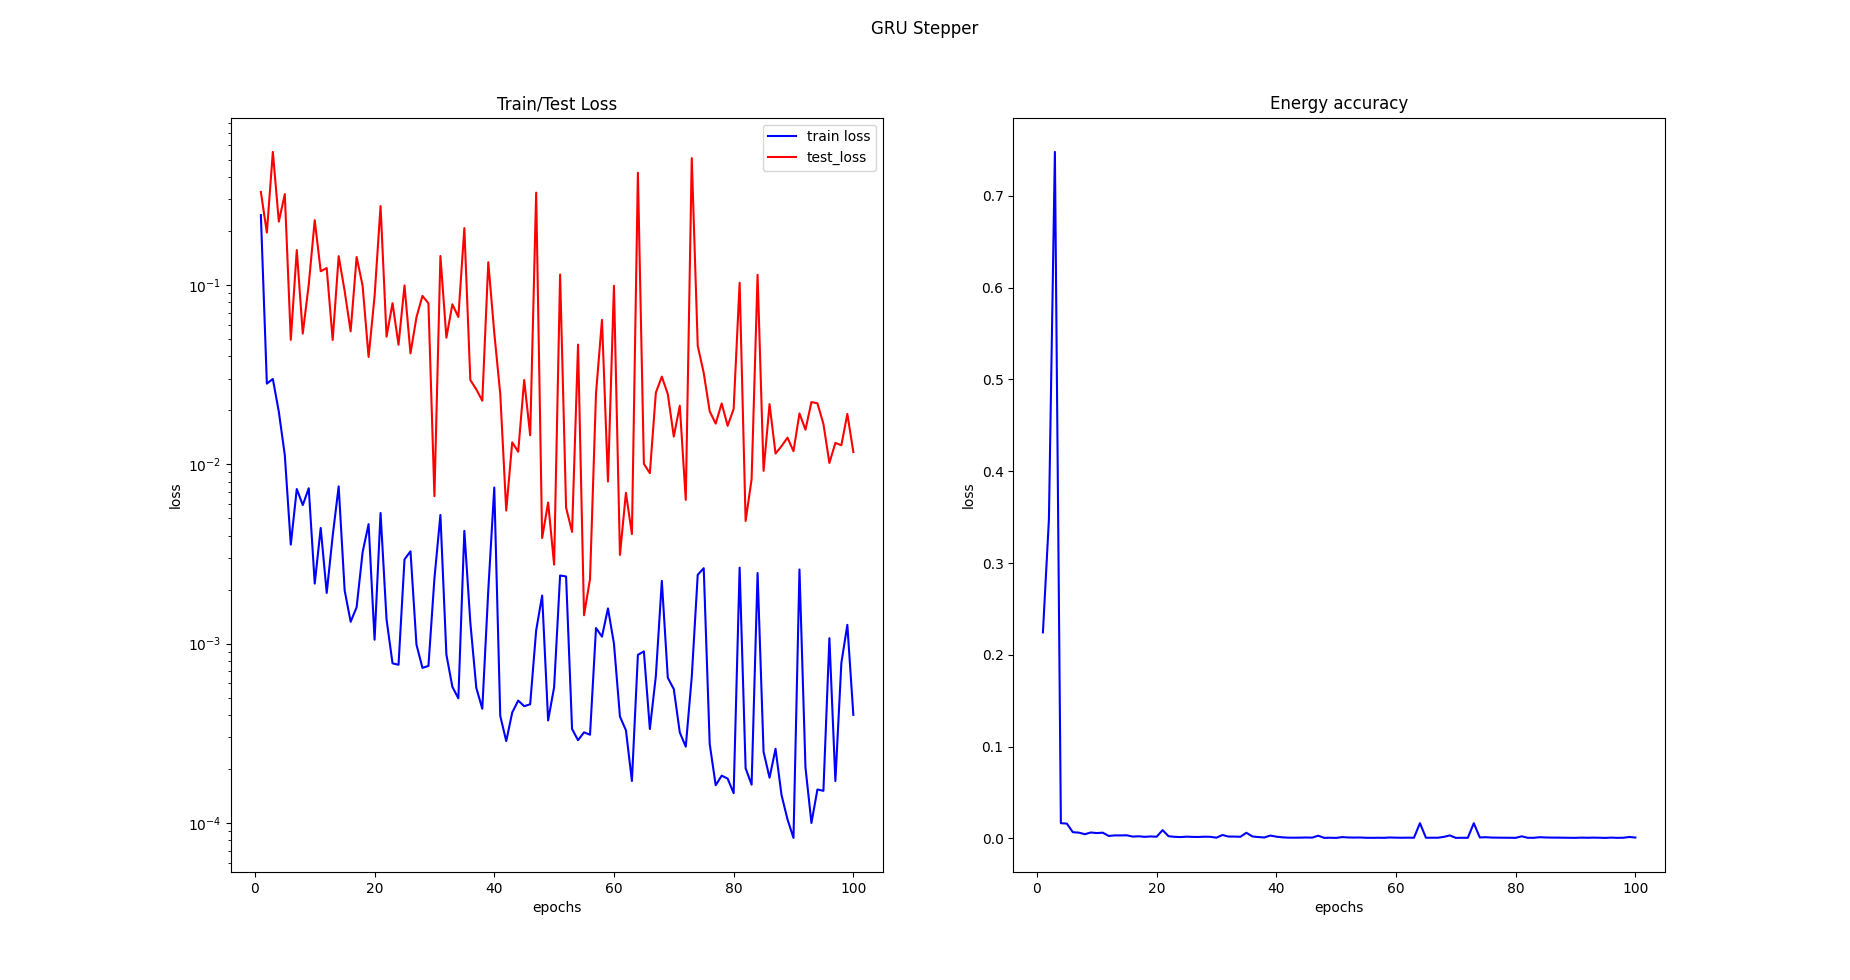 GRU Stepper
Train/Test Loss
train loss
test_loss
10⁻¹
10⁻²
10⁻³
10⁻⁴
loss
0 20 40 60 80 100
epochs
Energy accuracy
0.7
0.6
0.5
0.4
0.3
0.2
0.1
0.0
loss
0 20 40 60 80 100
epochs